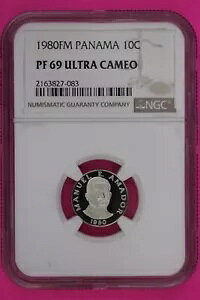 1980FM PANAMA 10C
PF 69 ULTRA CAMEO
2163827-083
NUMISMATIC GUARANTY COMPANY
NGC
MANUEL E. AMADOR
1980